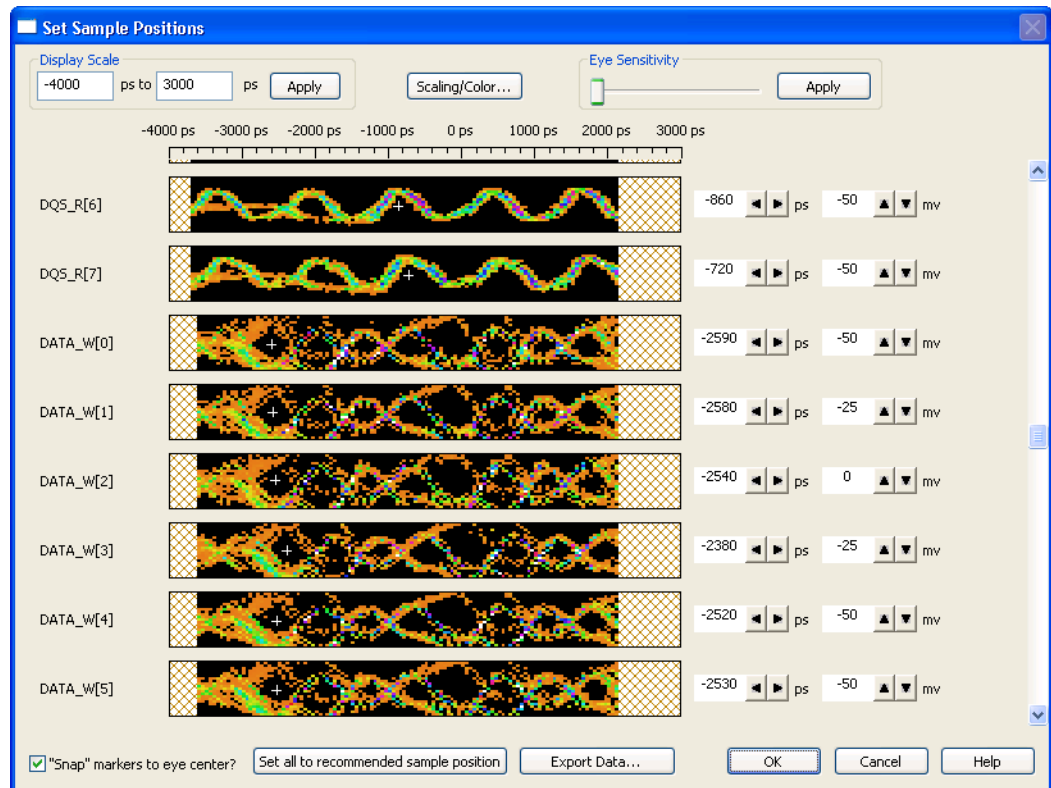 Set Sample Positions
Display Scale
-4000 ps to 3000 ps Apply
Scaling/Color...
Eye Sensitivity
Apply
-4000 ps -3000 ps -2000 ps -1000 ps 0 ps 1000 ps 2000 ps 3000 ps
DQS_R[6] -860 ps -50 mv
DQS_R[7] -720 ps -50 mv
DATA_W[0] -2590 ps -50 mv
DATA_W[1] -2580 ps -25 mv
DATA_W[2] -2540 ps 0 mv
DATA_W[3] -2380 ps -25 mv
DATA_W[4] -2520 ps -50 mv
DATA_W[5] -2530 ps -50 mv
"Snap" markers to eye center? Set all to recommended sample position Export Data... OK Cancel Help